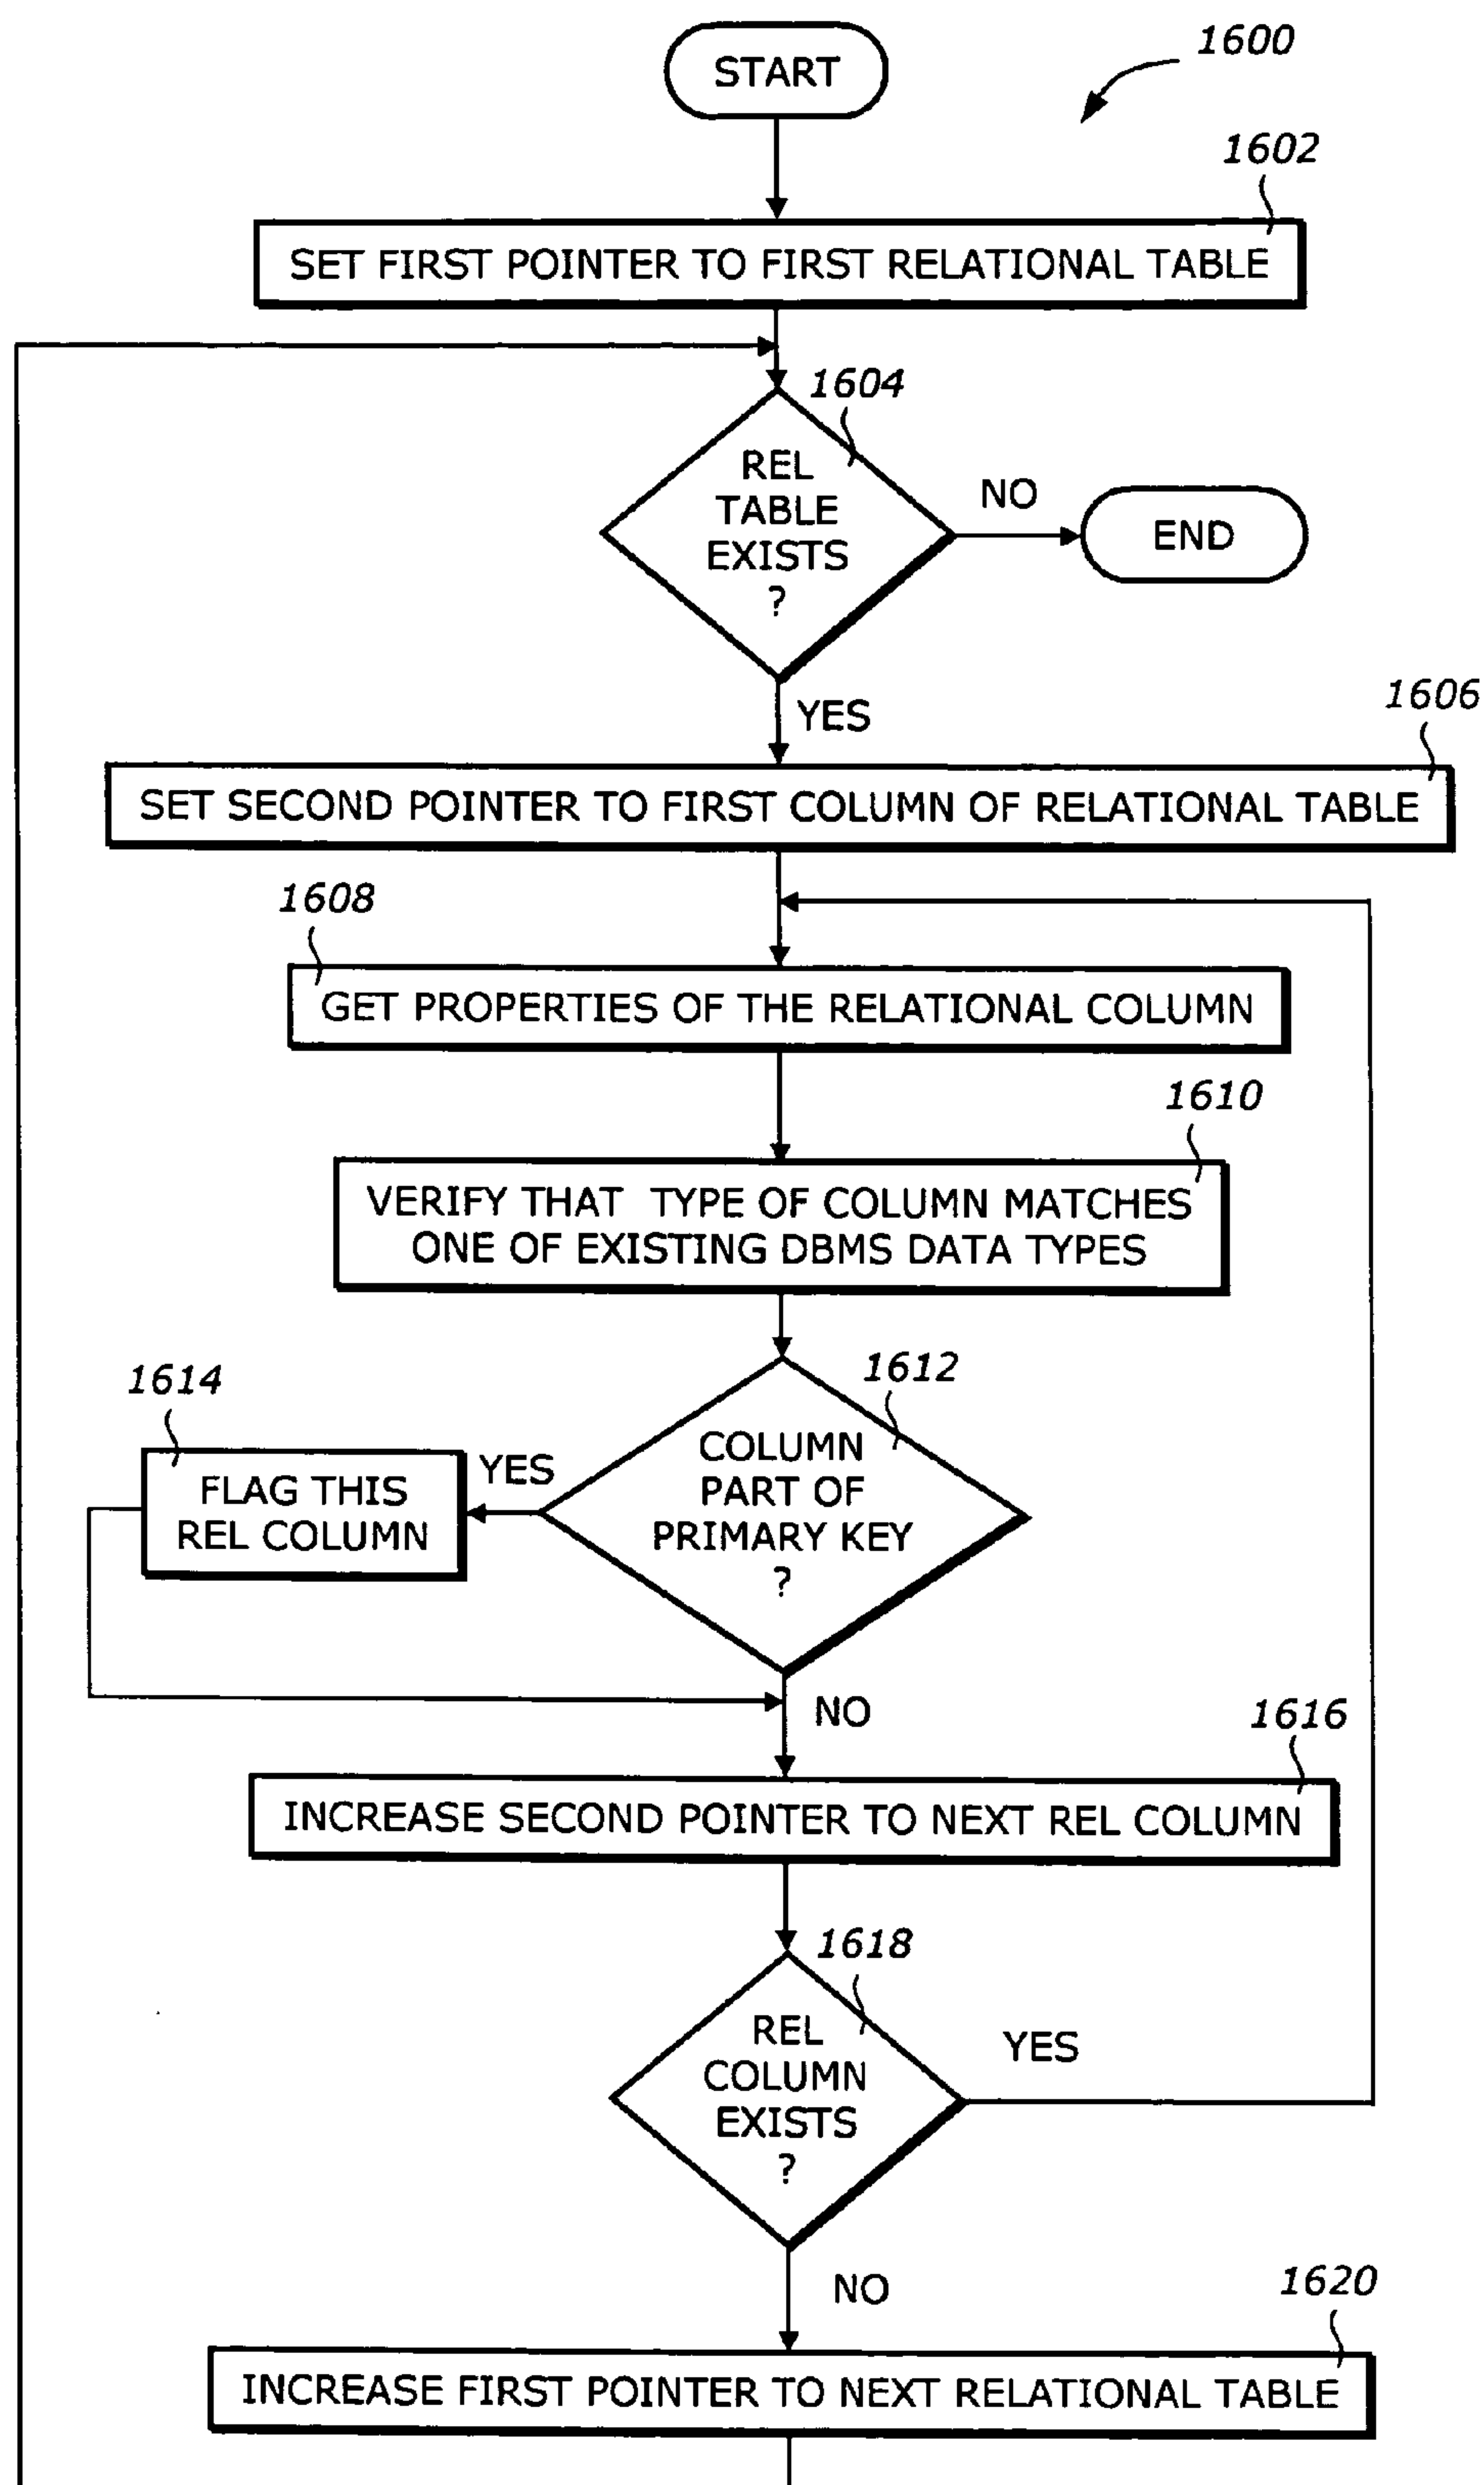 START
1600
1602
SET FIRST POINTER TO FIRST RELATIONAL TABLE
1604
REL
TABLE
EXISTS
?
NO
END
YES
1606
SET SECOND POINTER TO FIRST COLUMN OF RELATIONAL TABLE
1608
GET PROPERTIES OF THE RELATIONAL COLUMN
1610
VERIFY THAT TYPE OF COLUMN MATCHES
ONE OF EXISTING DBMS DATA TYPES
1612
COLUMN
PART OF
PRIMARY KEY
?
YES
1614
FLAG THIS
REL COLUMN
NO
1616
INCREASE SECOND POINTER TO NEXT REL COLUMN
1618
REL
COLUMN
EXISTS
?
YES
NO
1620
INCREASE FIRST POINTER TO NEXT RELATIONAL TABLE